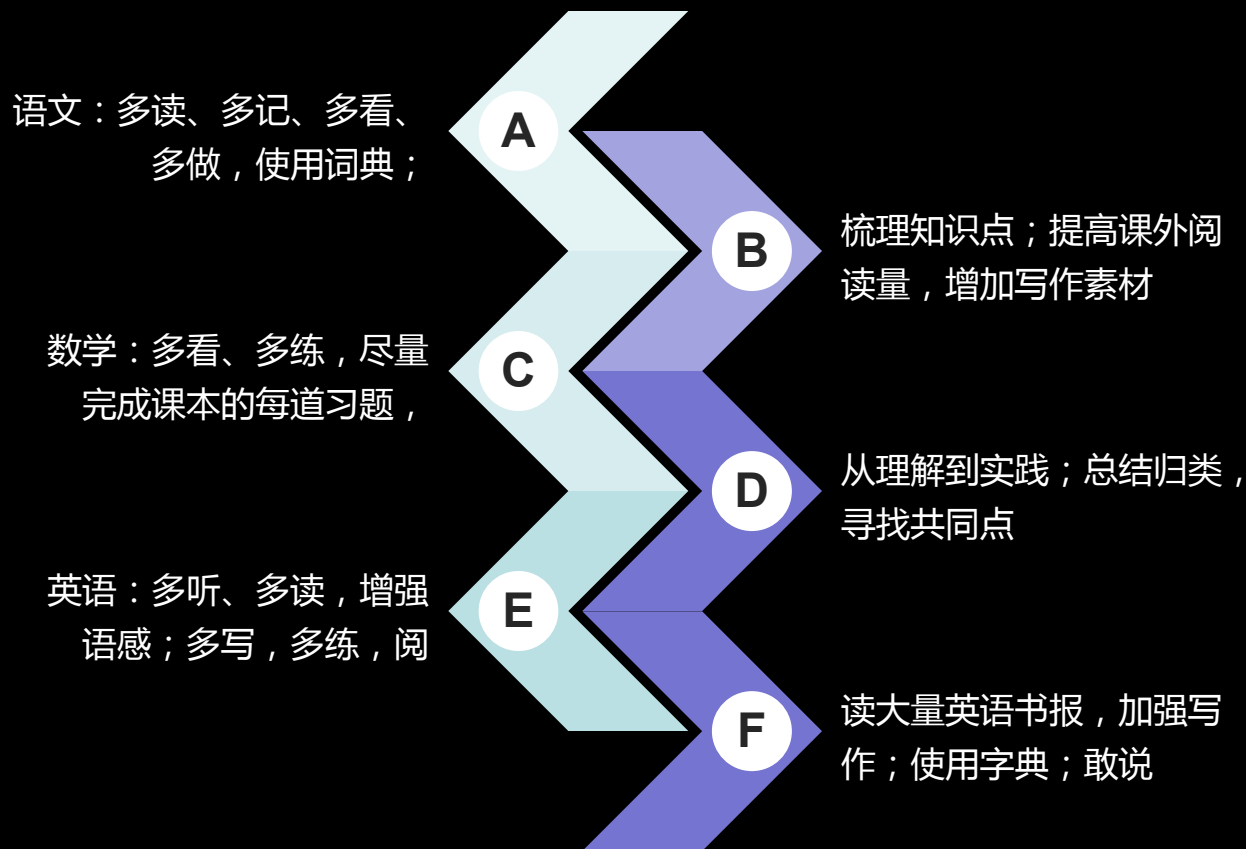 语文：多读、多记、多看、
多做，使用词典；
A
B
梳理知识点；提高课外阅
读量，增加写作素材
数学：多看、多练，尽量
完成课本的每道习题，
C
D
从理解到实践；总结归类，
寻找共同点
英语：多听、多读，增强
语感；多写，多练，阅
E
F
读大量英语书报，加强写
作；使用字典；敢说